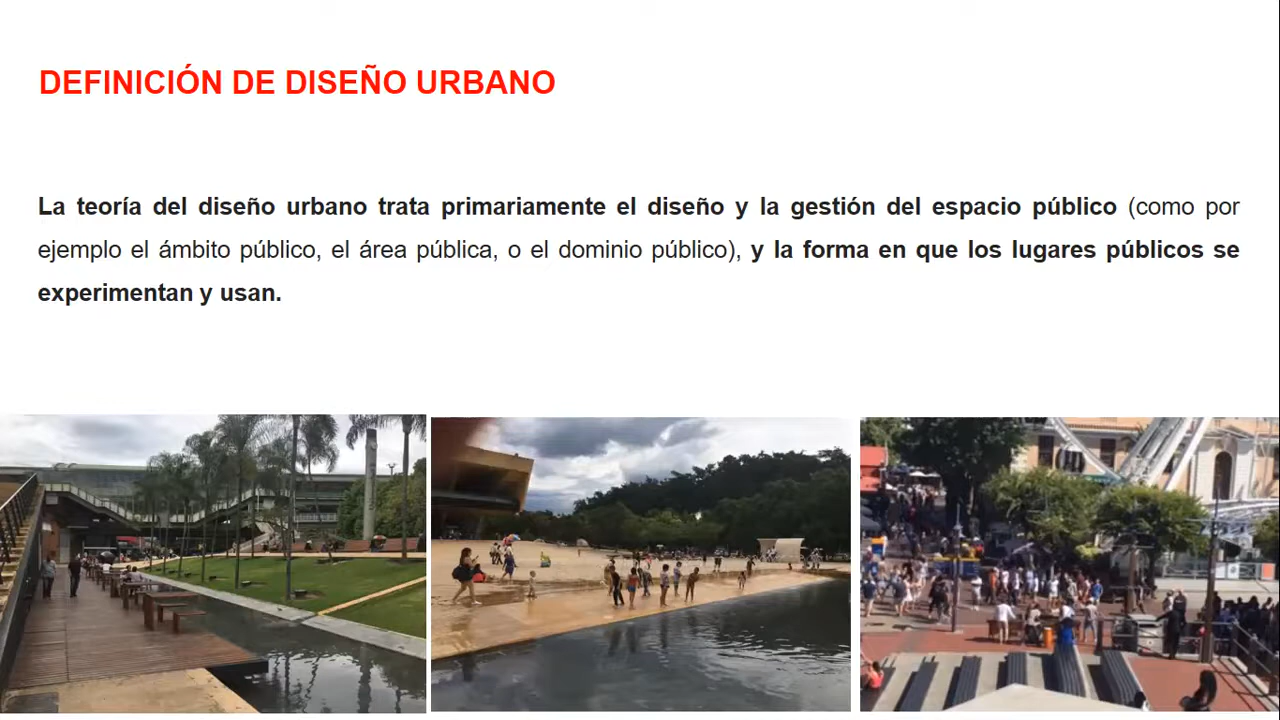 DEFINICIÓN DE DISEÑO URBANO
La teoría del diseño urbano trata primariamente el diseño y la gestión del espacio público (como por
ejemplo el ámbito público, el área pública, o el dominio público), y la forma en que los lugares públicos se
experimentan y usan.